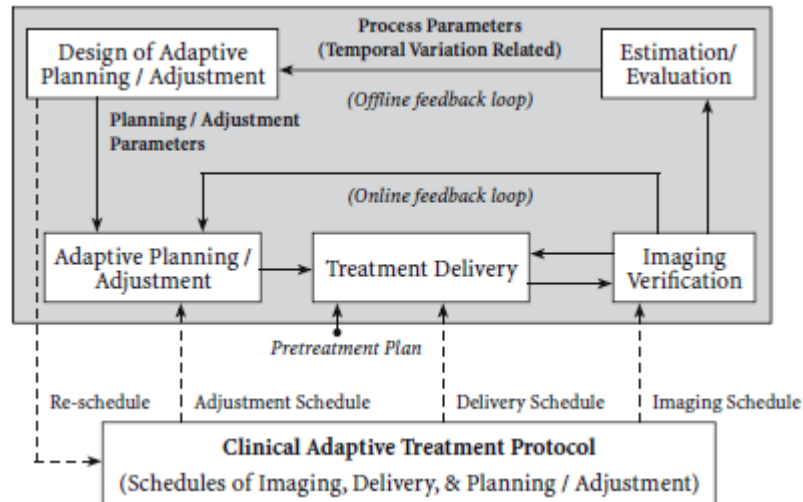 Process Parameters
(Temporal Variation Related)
Design of Adaptive
Planning / Adjustment
Estimation/
Evaluation
(Offline feedback loop)
Planning / Adjustment
Parameters
(Online feedback loop)
Adaptive Planning /
Adjustment
Treatment Delivery
Imaging
Verification
Pretreatment Plan
Re-schedule
Adjustment Schedule
Delivery Schedule
Imaging Schedule
Clinical Adaptive Treatment Protocol
(Schedules of Imaging, Delivery, & Planning / Adjustment)